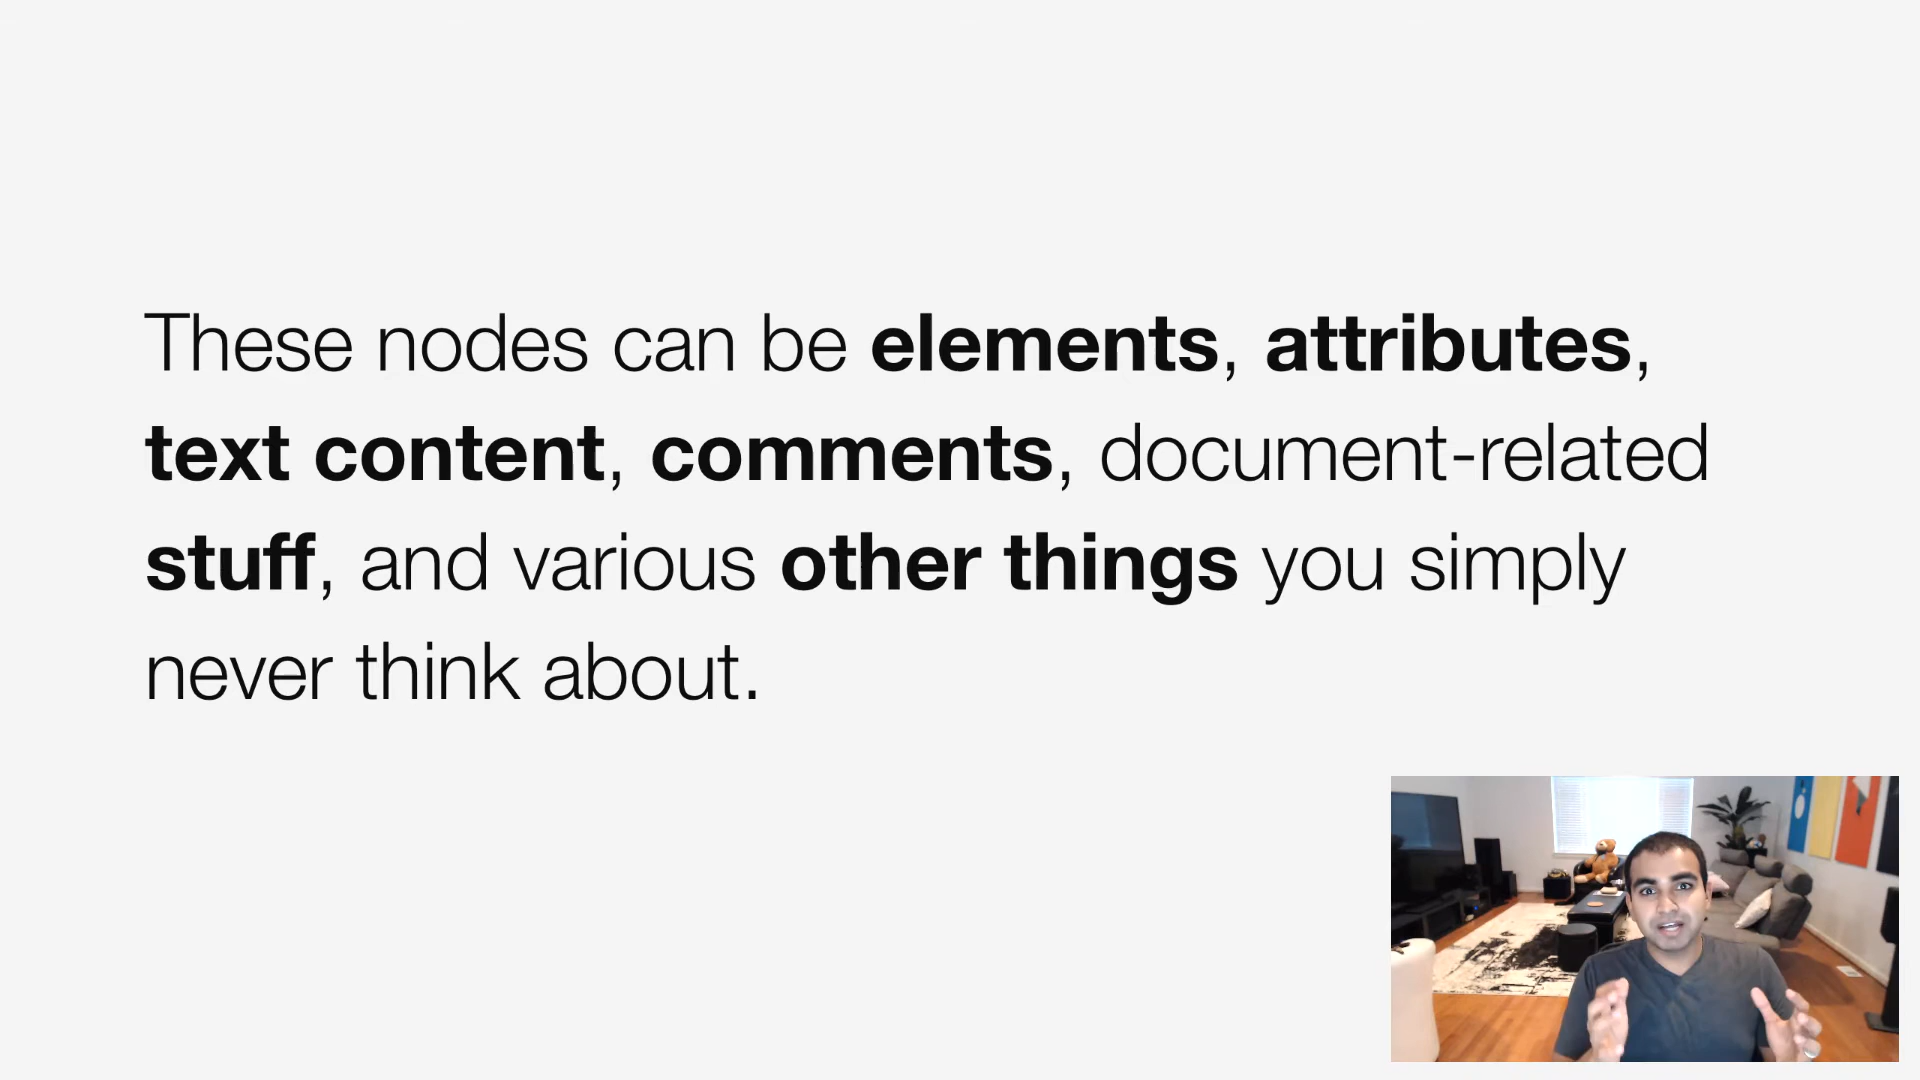 These nodes can be elements, attributes,
text content, comments, document-related
stuff, and various other things you simply
never think about.